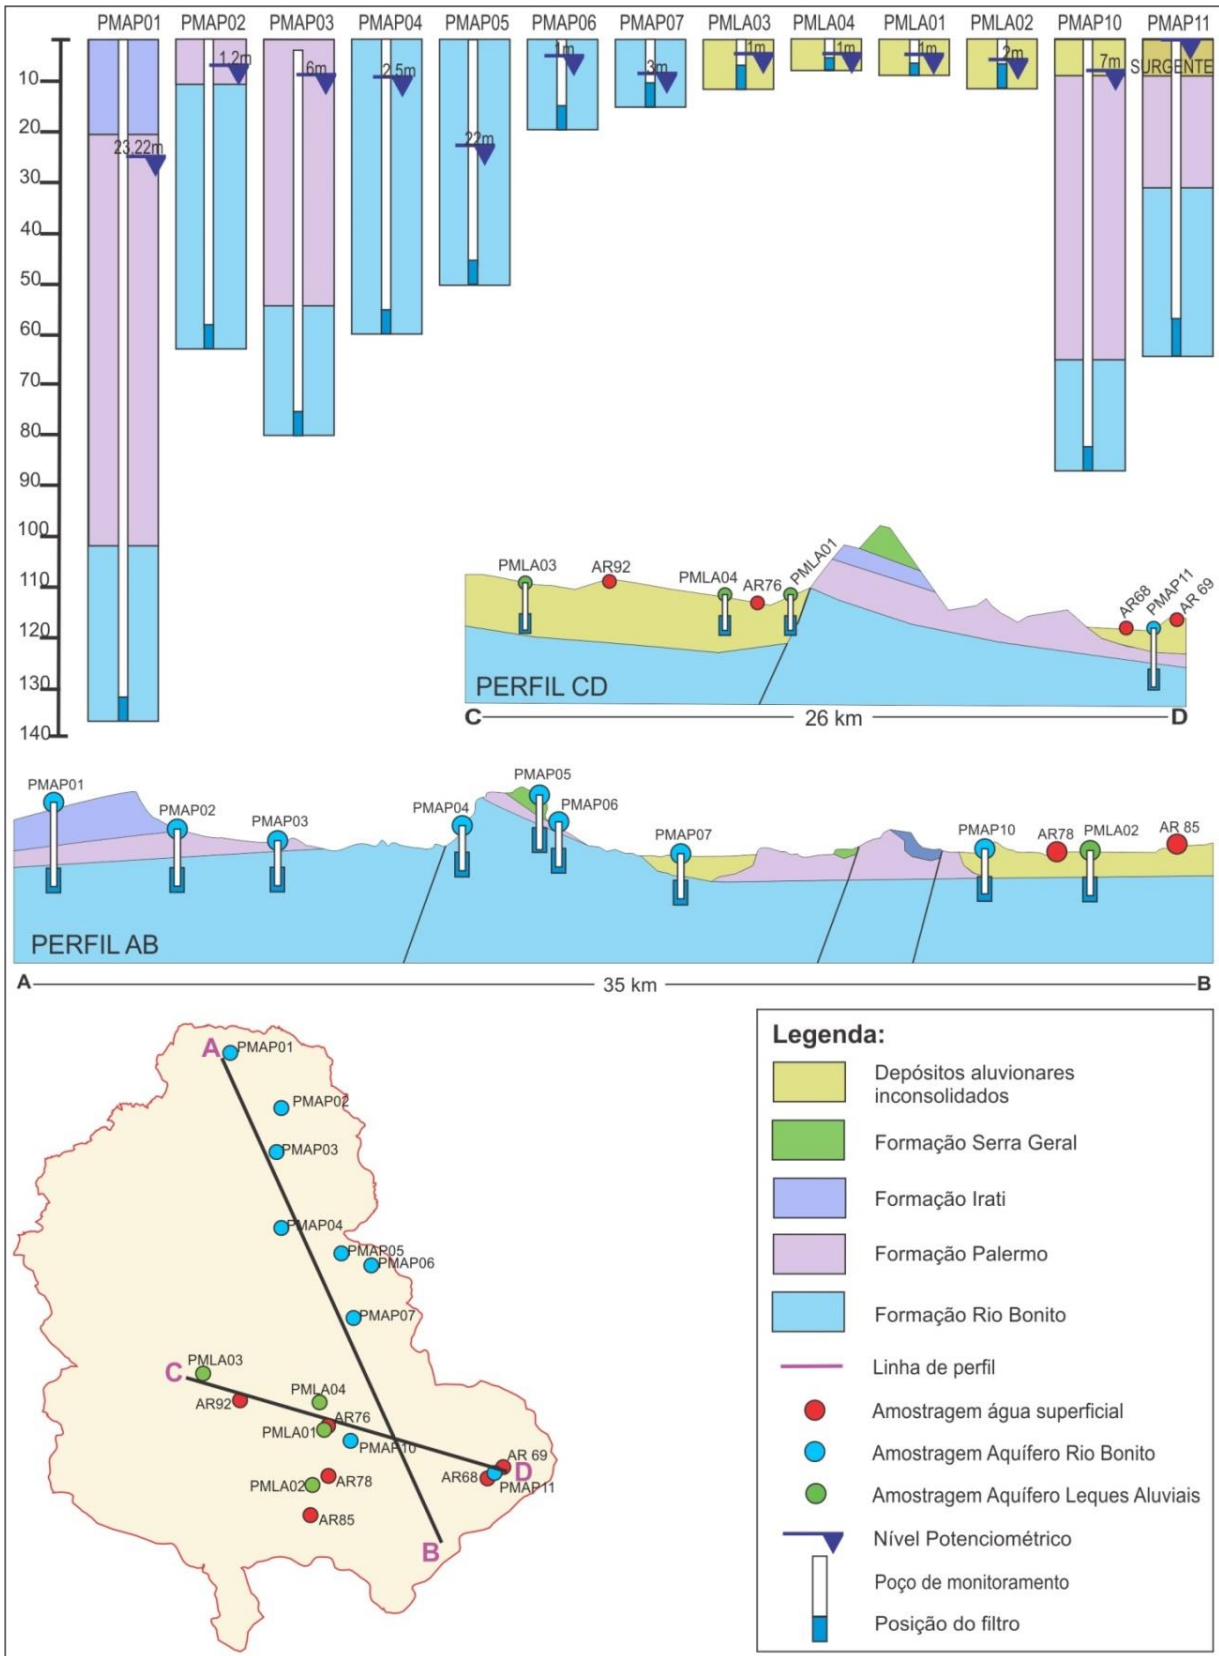 PMAP01 PMAP02 PMAP03 PMAP04 PMAP05 PMAP06 PMAP07 PMLA03 PMLA04 PMLA01 PMLA02 PMAP10 PMAP11
1,2m 6m 2,5m 1m 3m 1m 1m 1m 2m 7m SURGENTE
10
20
23,22m 22m
30
40
50
60
70
80
90
100
110
120
130
140
PMLA03 AR92 PMLA04 AR76 PMLA01 AR68 PMAP11 AR 69
PERFIL CD
C 26 km D
PMAP01 PMAP02 PMAP03 PMAP04 PMAP05 PMAP06 PMAP07 PMAP10 AR78 PMLA02 AR 85
PERFIL AB
A 35 km B
A PMAP01
PMAP02
PMAP03
PMAP04
PMAP05
PMAP06
PMAP07
PMLA03
C
AR92
PMLA04
AR76
PMLA01
PMAP10
AR 69
AR68 D
PMAP11
PMLA02 AR78
AR85
B
Legenda:
Depósitos aluvionares
inconsolidados
Formação Serra Geral
Formação Irati
Formação Palermo
Formação Rio Bonito
Linha de perfil
Amostragem água superficial
Amostragem Aquífero Rio Bonito
Amostragem Aquífero Leques Aluviais
Nível Potenciométrico
Poço de monitoramento
Posição do filtro